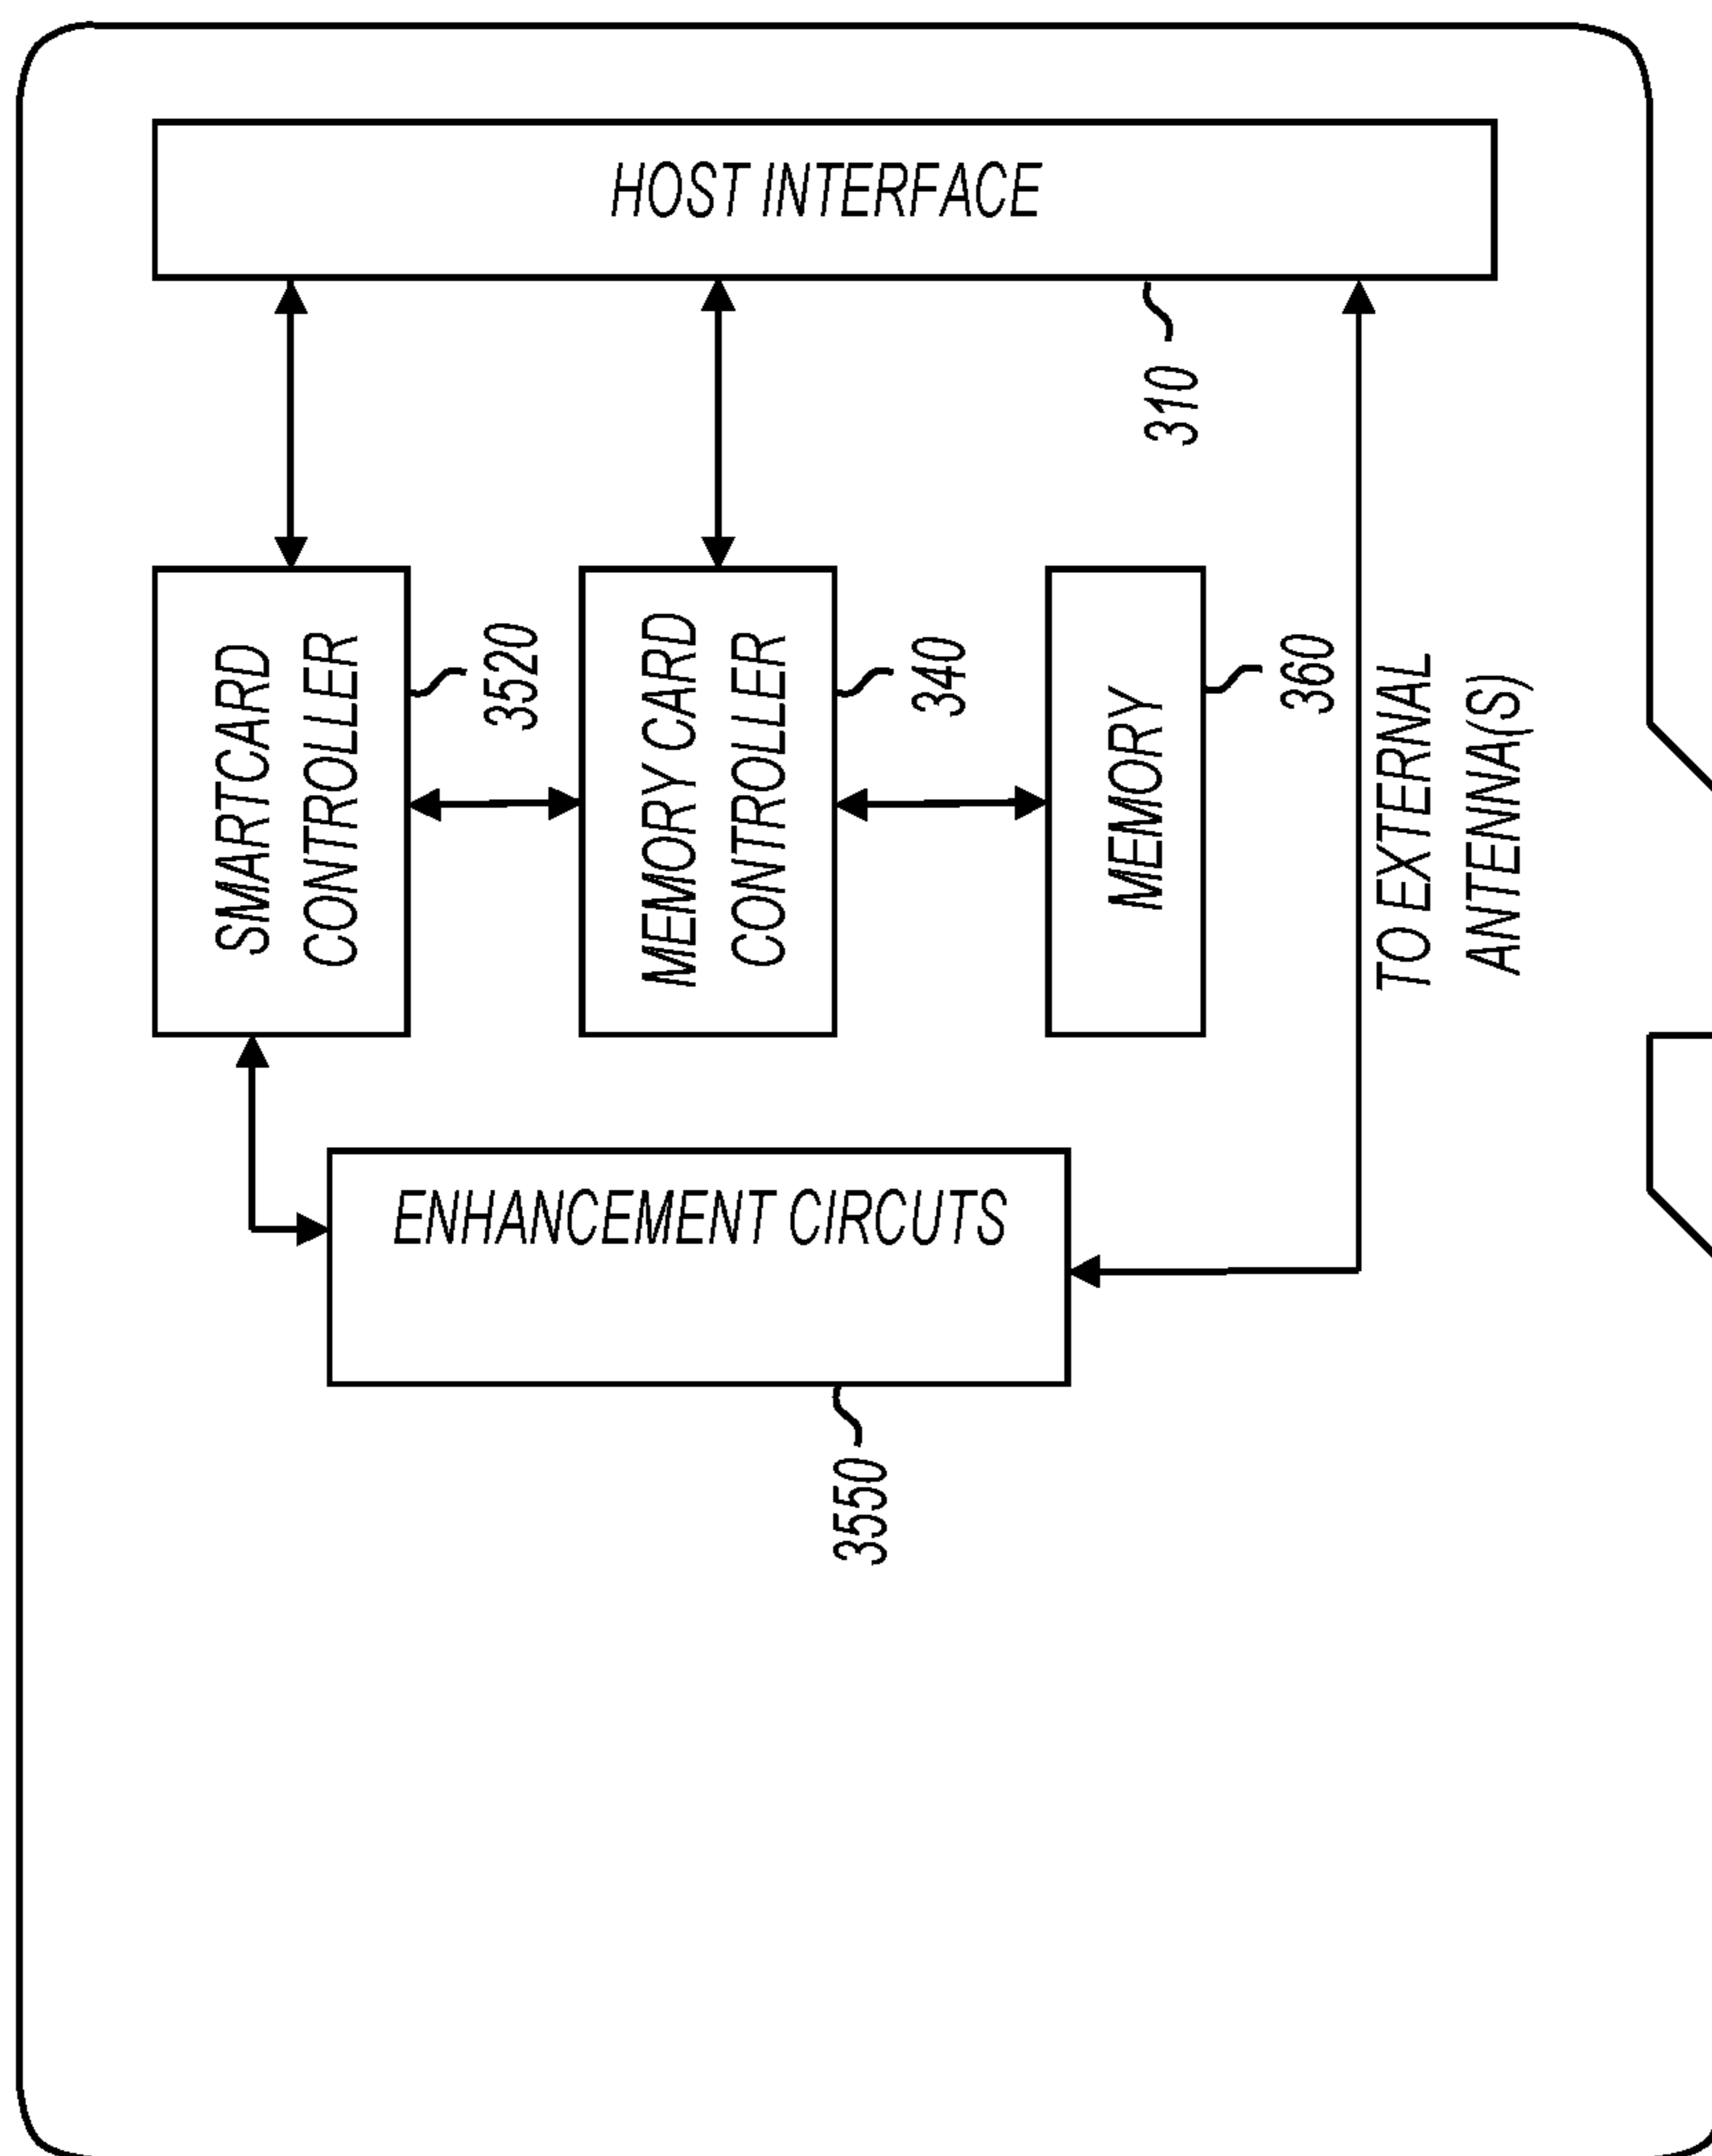 HOST INTERFACE
310
SMARTCARD
CONTROLLER
3520
MEMORY CARD
CONTROLLER
340
MEMORY
360
TO EXTERNAL
ANTENNA(S)
ENHANCEMENT CIRCUTS
3550